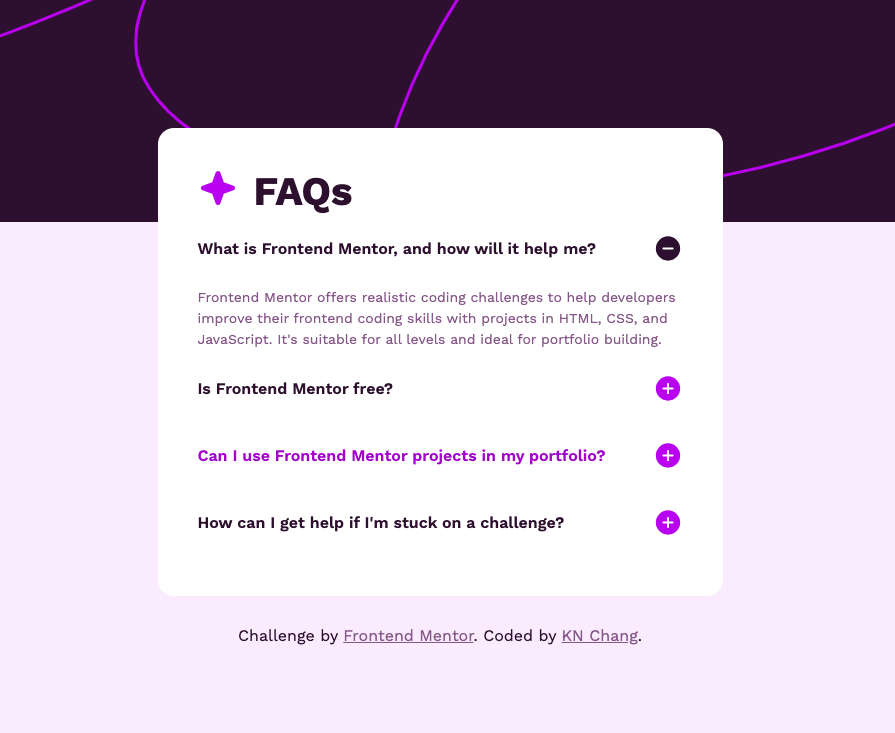 FAQs
What is Frontend Mentor, and how will it help me?
Frontend Mentor offers realistic coding challenges to help developers
improve their frontend coding skills with projects in HTML, CSS, and
JavaScript. It's suitable for all levels and ideal for portfolio building.
Is Frontend Mentor free?
Can I use Frontend Mentor projects in my portfolio?
How can I get help if I'm stuck on a challenge?
Challenge by Frontend Mentor. Coded by KN Chang.